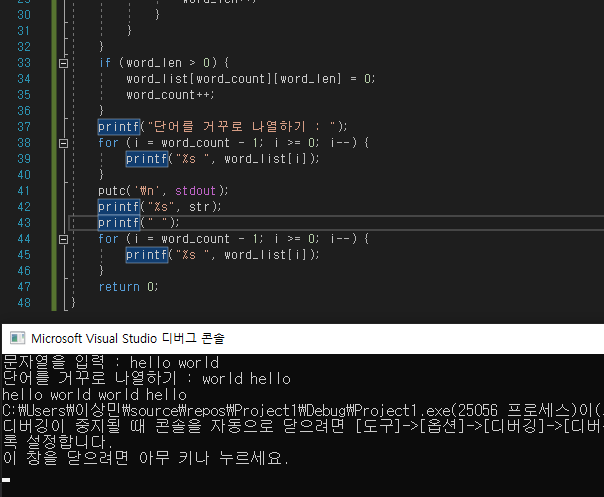 30 }
31 }
32 }
33 if (word_len > 0) {
34 word_list[word_count][word_len] = 0;
35 word_count++;
36 }
37 printf("단어를 거꾸로 나열하기 : ");
38 for (i = word_count - 1; i >= 0; i--) {
39 printf("%s ", word_list[i]);
40 }
41 putc('₩n', stdout);
42 printf("%s", str);
43 printf(" ");
44 for (i = word_count - 1; i >= 0; i--) {
45 printf("%s ", word_list[i]);
46 }
47 return 0;
48 }
Microsoft Visual Studio 디버그 콘솔
문자열을 입력 : hello world
단어를 거꾸로 나열하기 : world hello
hello world world hello
C:₩Users₩이상민₩source₩repos₩Project1₩Debug₩Project1.exe(25056 프로세스)이(
디버깅이 중지될 때 콘솔을 자동으로 닫으려면 [도구]->[옵션]->[디버깅]->[디버
록 설정합니다.
이 창을 닫으려면 아무 키나 누르세요.